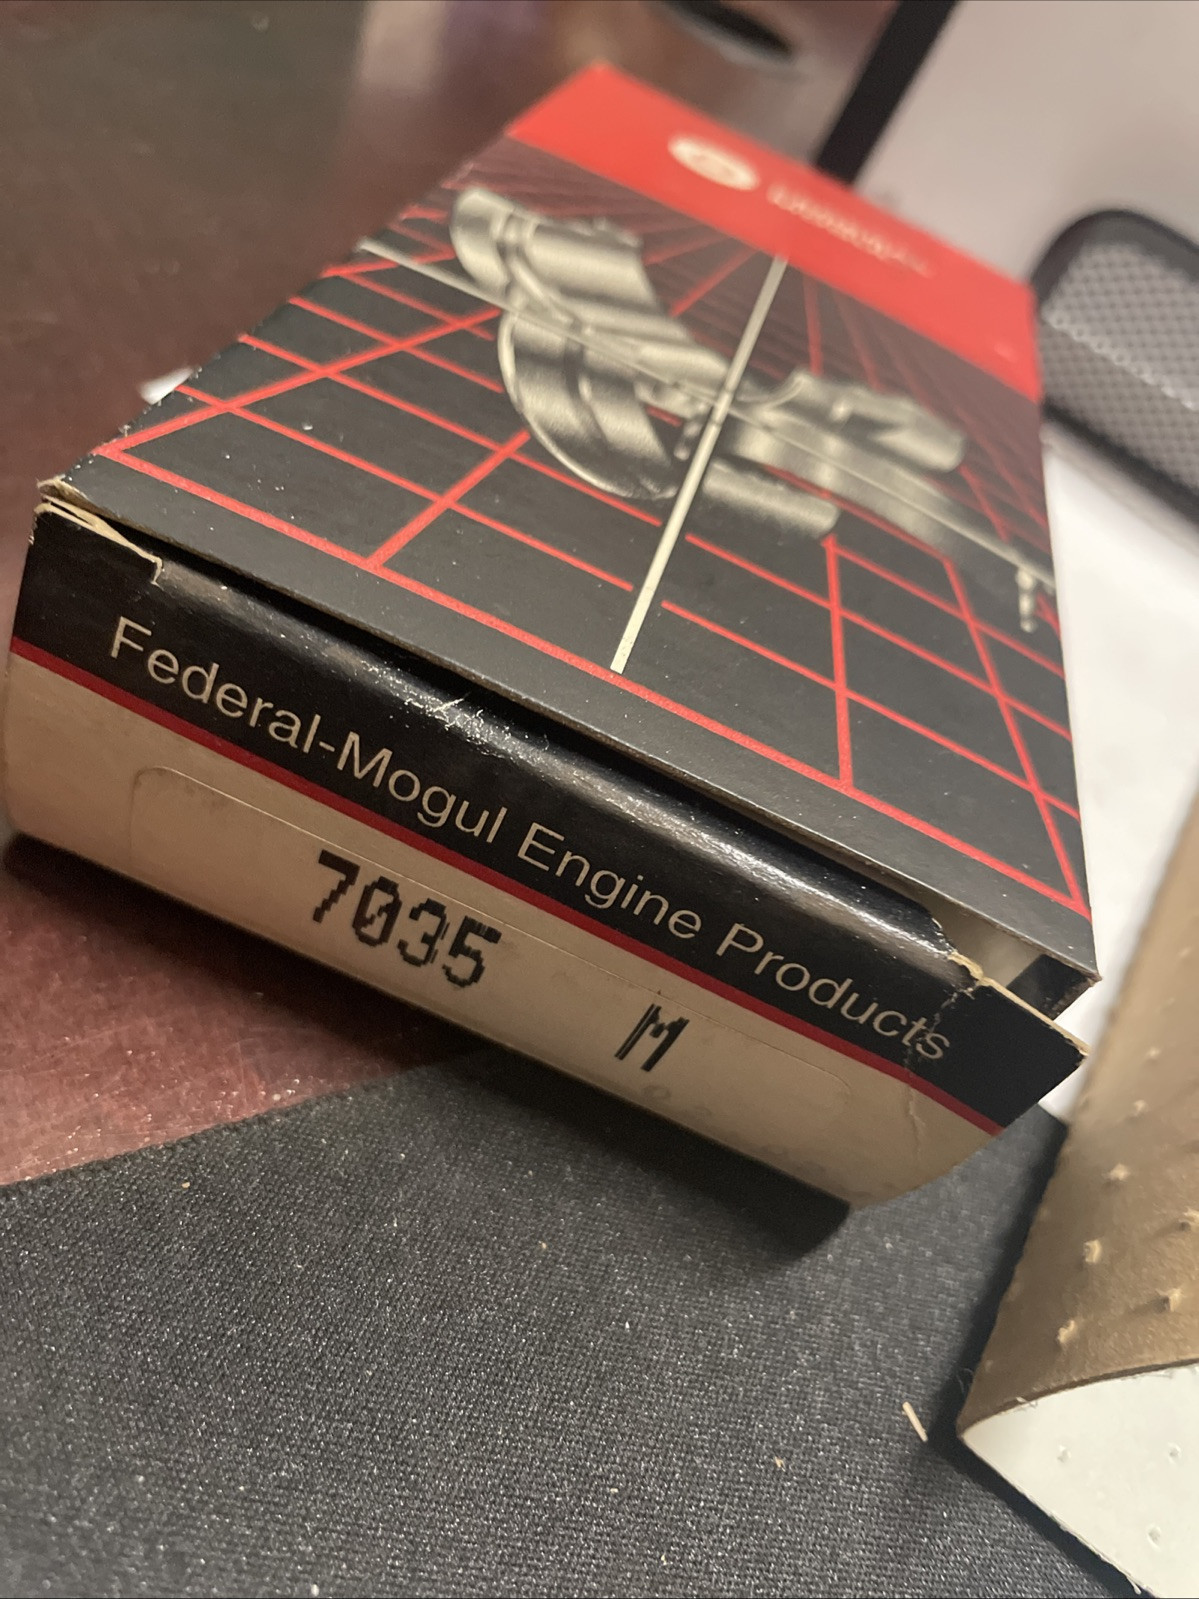 Federal-Mogul Engine Products
7035 M